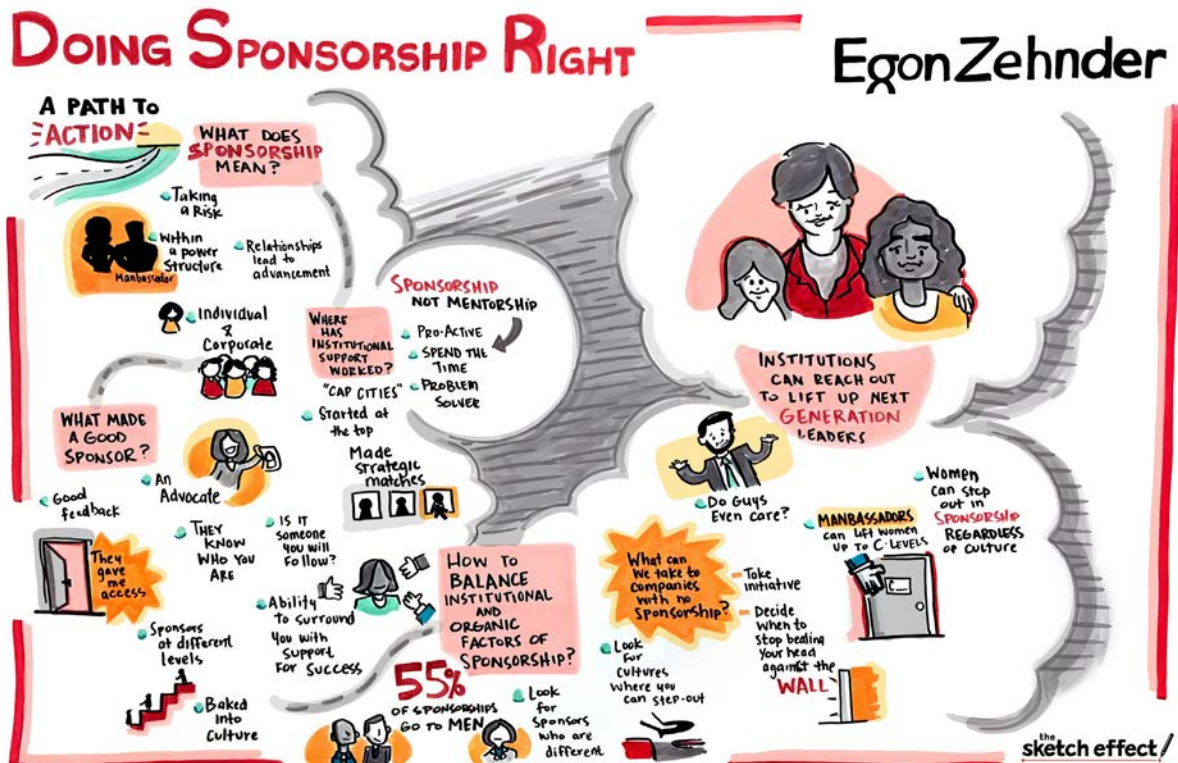 DOING SPONSORSHIP RIGHT
EgonZehnder
A PATH TO
ACTION
WHAT DOES
SPONSORSHIP
MEAN?
Taking
a Risk
Within
a power
Structure
Manbassador
Relationships
lead to
advancement
Individual
&
Corporate
WHERE
HAS
INSTITUTIONAL
SUPPORT
WORKED?
"CAP CITIES"
Started at
the top
Made
strategic
matches
SPONSORSHIP
NOT MENTORSHIP
PRO-ACTIVE
SPEND THE
TIME
PROBLEM
SOLVER
WHAT MADE
A GOOD
SPONSOR?
Good
feedback
An
Advocate
They
gave
me
access
THEY
KNOW
WHO YOU
ARE
IS IT
someone
you will
Follow?
Ability
To surround
You with
Support
For Success
Sponsors
at different
levels
Baked
Into
Culture
HOW TO
BALANCE
INSTITUTIONAL
AND
ORGANIC
FACTORS OF
SPONSORSHIP?
55%
OF SPONSORSHIPS
GO TO MEN
Look
for
Sponsors
who are
different
INSTITUTIONS
CAN REACH OUT
TO LIFT UP NEXT
GENERATION
LEADERS
Do Guys
Even care?
MANBASSADORS
can lift women
UP TO C-LEVELS
C
Women
can step
out in
SPONSORSHIP
REGARDLESS
OF CULTURE
What can
We take to
companies
with no
Sponsorship?
Take
initiative
Decide
When to
Stop beating
Your head
against the
WALL
Look
for
Cultures
Where you
can step-out
the
sketch effect